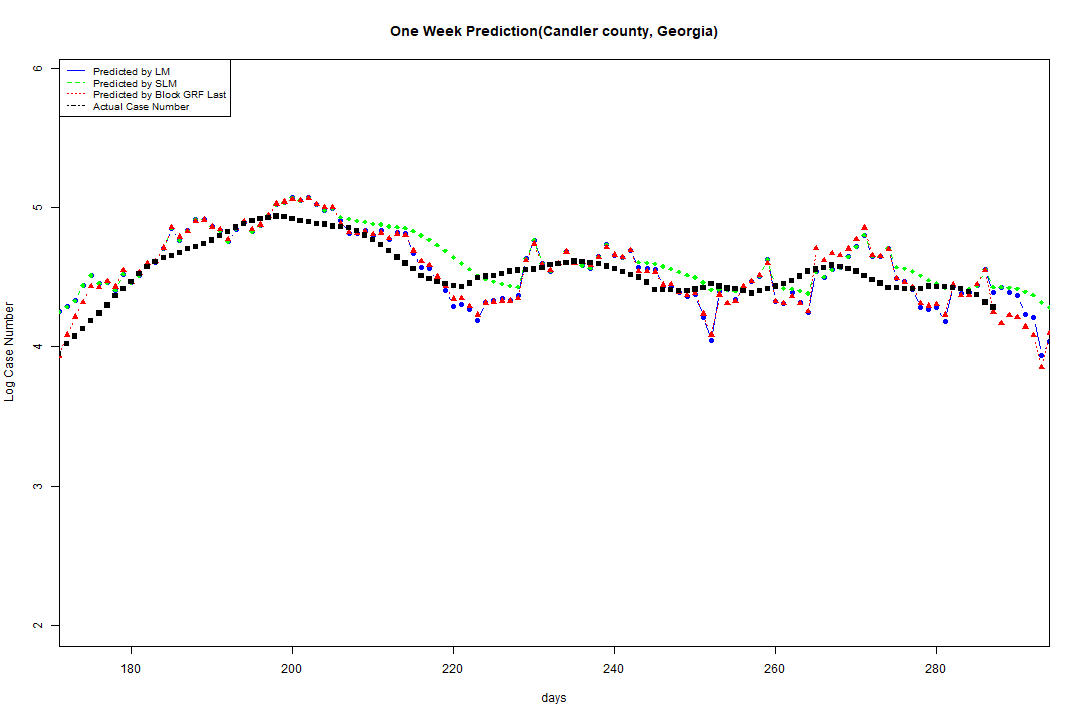 One Week Prediction(Candler county, Georgia)
Predicted by LM
Predicted by SLM
Predicted by Block GRF Last
Actual Case Number
6
5
4
3
2
Log Case Number
180 200 220 240 260 280
days